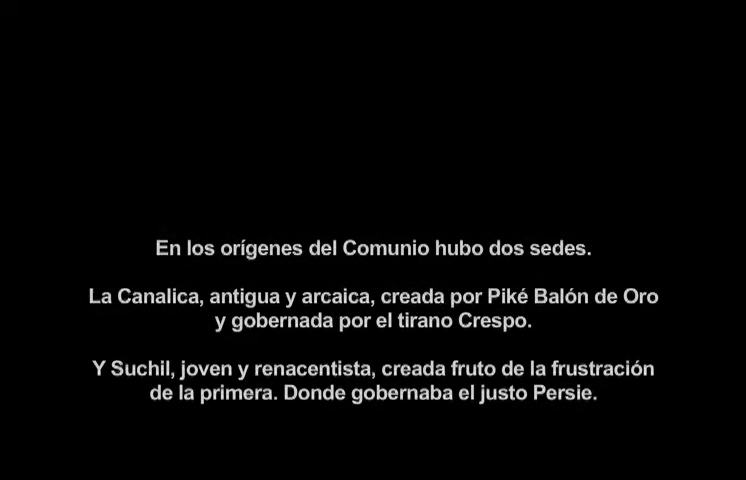 En los orígenes del Comunio hubo dos sedes.
La Canalica, antigua y arcaica, creada por Piké Balón de Oro
y gobernada por el tirano Crespo.
Y Suchil, joven y renacentista, creada fruto de la frustración
de la primera. Donde gobernaba el justo Persie.